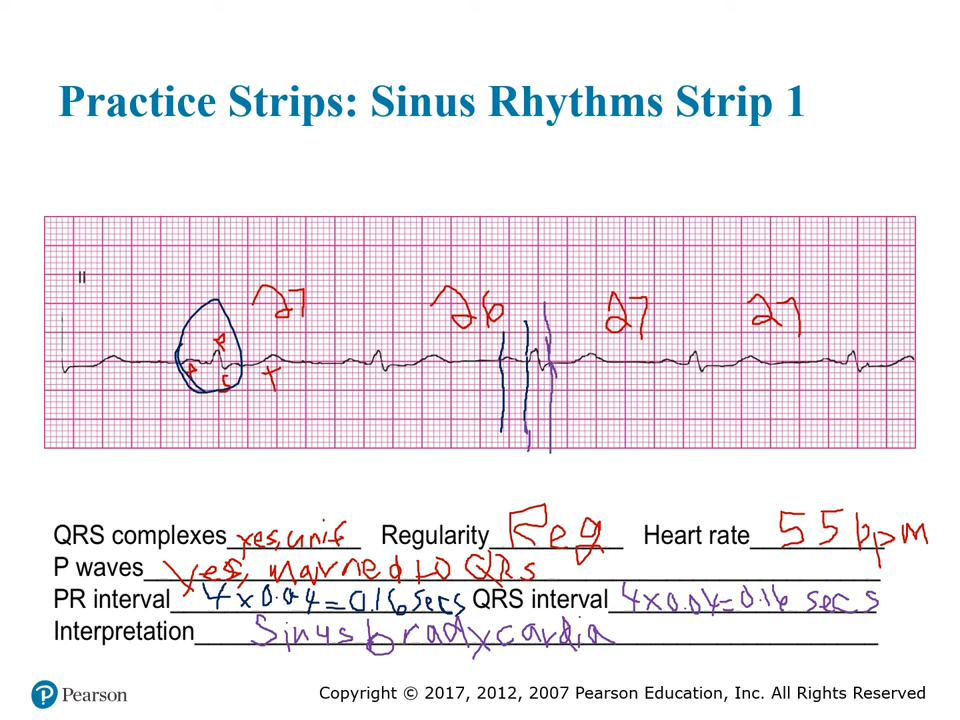 Practice Strips: Sinus Rhythms Strip 1
II
27 26 27 27
R
P
S T
QRS complexes yes, unif Regularity Reg Heart rate 55 bpm
P waves Yes, married to QRS
PR interval 4 x 0.04 = 0.16 secs QRS interval 4 x 0.04 = 0.16 secs
Interpretation Sinus bradycardia
P Pearson
Copyright © 2017, 2012, 2007 Pearson Education, Inc. All Rights Reserved